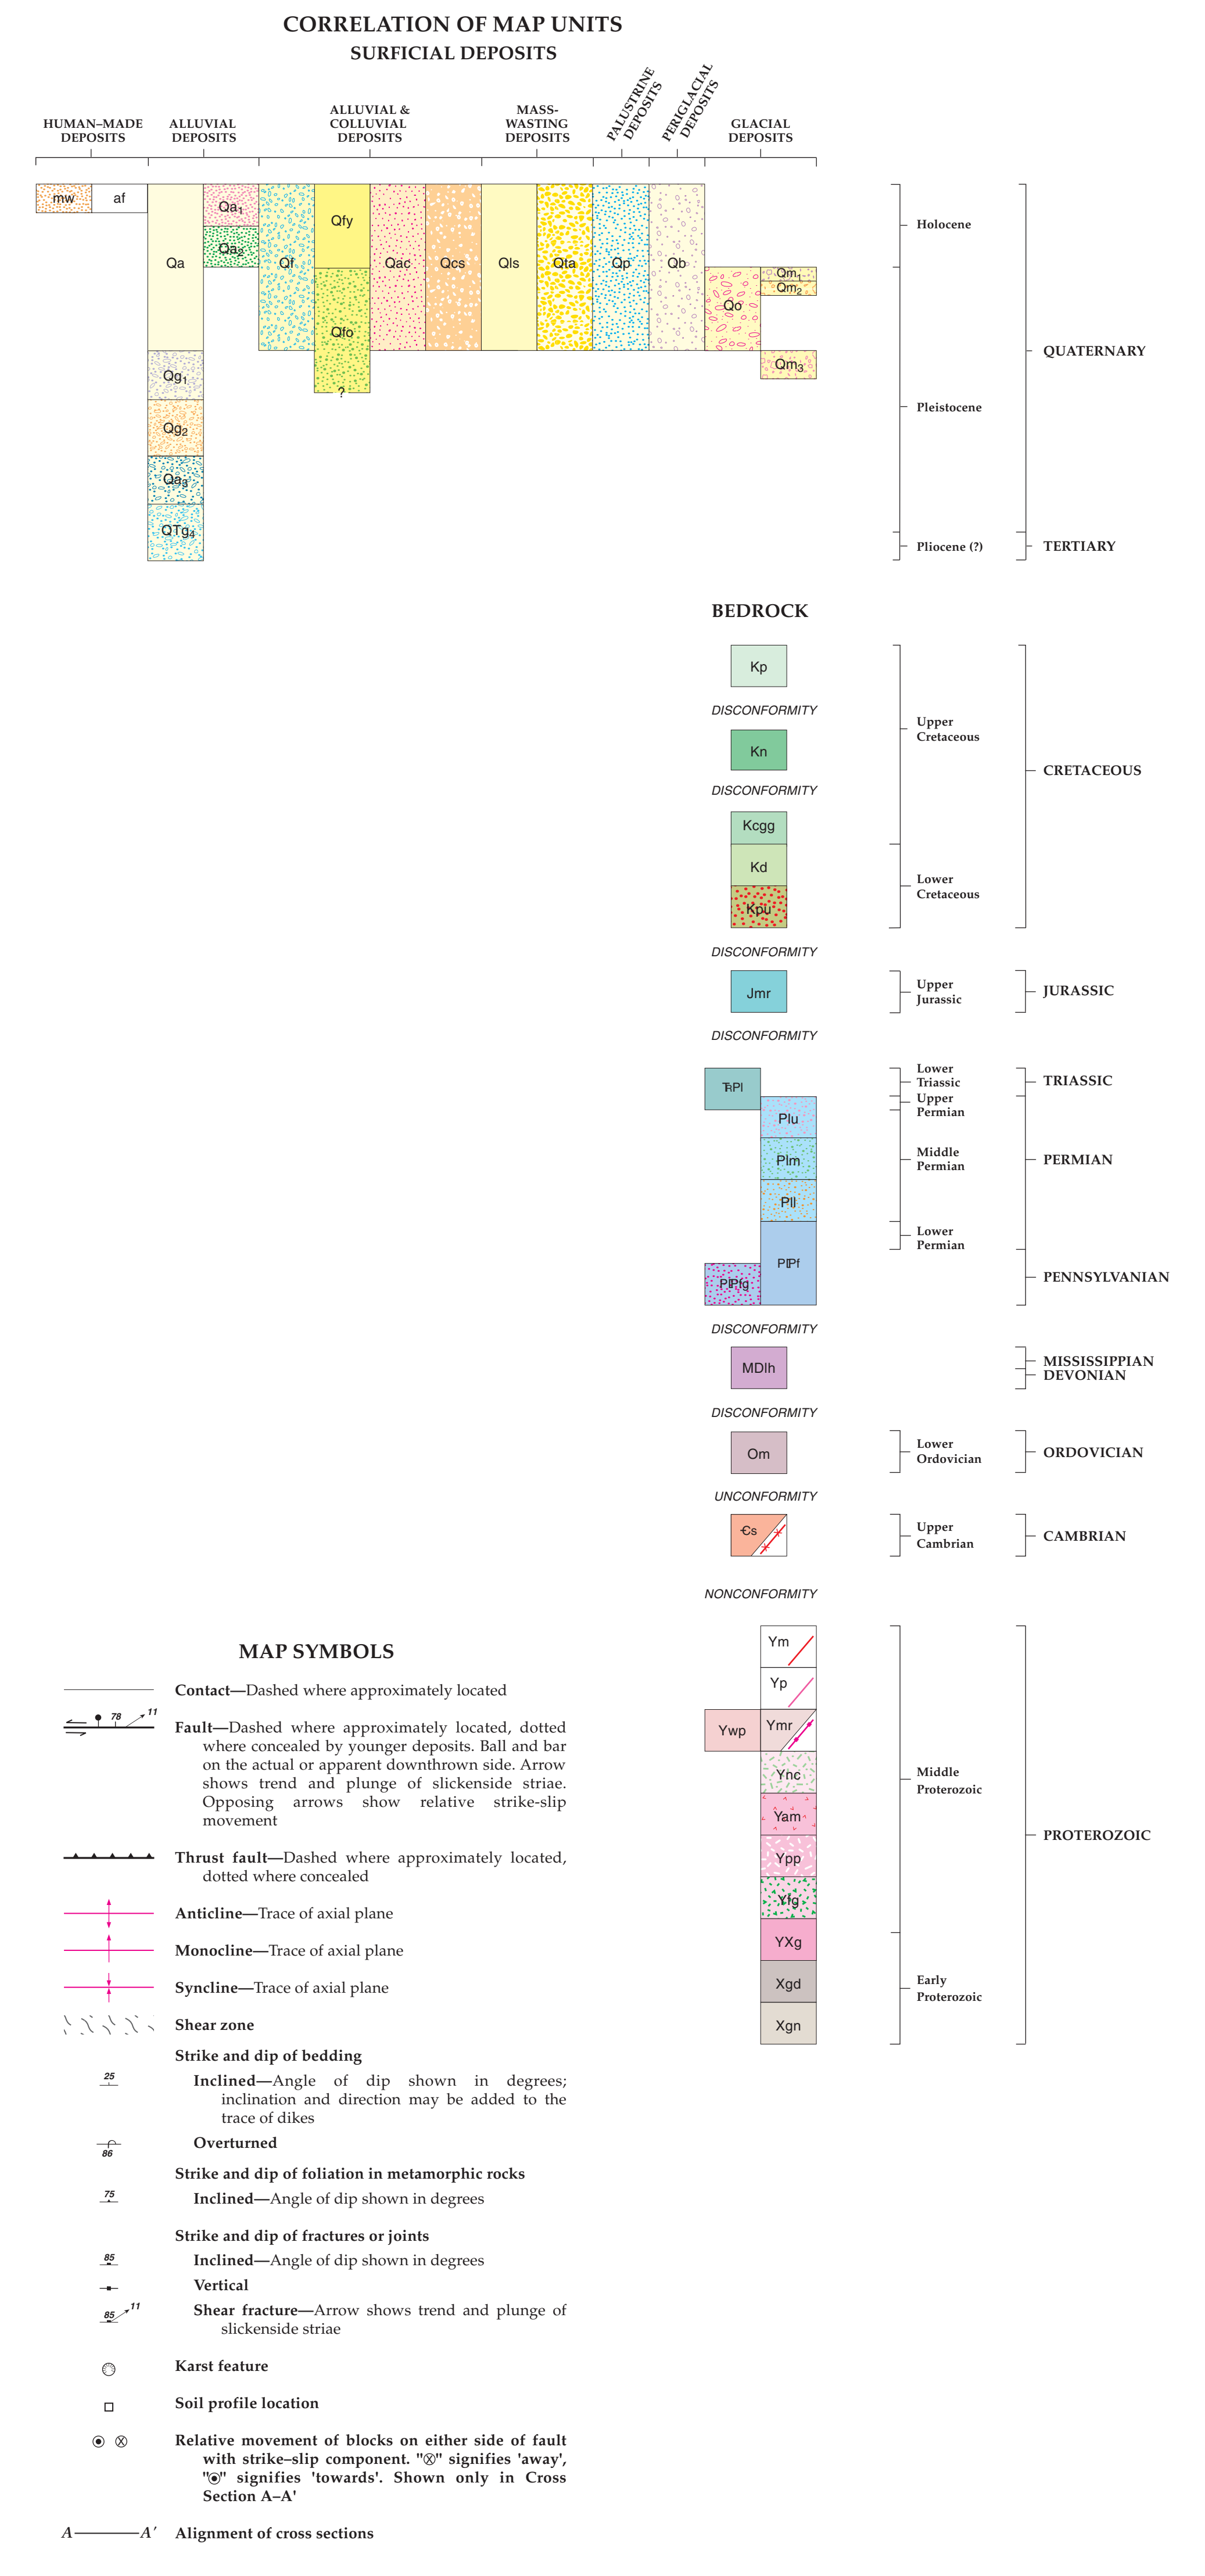 CORRELATION OF MAP UNITS
SURFICIAL DEPOSITS
HUMAN–MADE
DEPOSITS
ALLUVIAL
DEPOSITS
ALLUVIAL &
COLLUVIAL
DEPOSITS
MASS-
WASTING
DEPOSITS
PALUSTRINE
DEPOSITS
PERIGLACIAL
DEPOSITS
GLACIAL
DEPOSITS
mw
af
Qa
Qa1
Qa2
Qf
Qfy
Qfo
?
Qac
Qcs
Qls
Qta
Qp
Qb
Qo
Qm1
Qm2
Qm3
Qg1
Qg2
Qa3
QTg4
Holocene
Pleistocene
Pliocene (?)
QUATERNARY
TERTIARY
BEDROCK
Kp
DISCONFORMITY
Kn
DISCONFORMITY
Kcgg
Kd
Kpu
Upper
Cretaceous
Lower
Cretaceous
CRETACEOUS
DISCONFORMITY
Jmr
Upper
Jurassic
JURASSIC
DISCONFORMITY
TRPl
Plu
Plm
Pll
PIPf
PIPfg
Lower
Triassic
Upper
Permian
Middle
Permian
Lower
Permian
TRIASSIC
PERMIAN
PENNSYLVANIAN
DISCONFORMITY
MDlh
MISSISSIPPIAN
DEVONIAN
DISCONFORMITY
Om
Lower
Ordovician
ORDOVICIAN
UNCONFORMITY
Ꞓs
Upper
Cambrian
CAMBRIAN
NONCONFORMITY
Ym
Yp
Ywp
Ymr
Ync
Yam
Ypp
Yfg
YXg
Xgd
Xgn
Middle
Proterozoic
Early
Proterozoic
PROTEROZOIC
MAP SYMBOLS
Contact—Dashed where approximately located
78
11
Fault—Dashed where approximately located, dotted
where concealed by younger deposits. Ball and bar
on the actual or apparent downthrown side. Arrow
shows trend and plunge of slickenside striae.
Opposing arrows show relative strike-slip
movement
Thrust fault—Dashed where approximately located,
dotted where concealed
Anticline—Trace of axial plane
Monocline—Trace of axial plane
Syncline—Trace of axial plane
Shear zone
Strike and dip of bedding
25
Inclined—Angle of dip shown in degrees;
inclination and direction may be added to the
trace of dikes
86
Overturned
Strike and dip of foliation in metamorphic rocks
75
Inclined—Angle of dip shown in degrees
Strike and dip of fractures or joints
85
Inclined—Angle of dip shown in degrees
Vertical
85
11
Shear fracture—Arrow shows trend and plunge of
slickenside striae
Karst feature
Soil profile location
Relative movement of blocks on either side of fault
with strike–slip component. "ⓧ" signifies 'away',
"⦿" signifies 'towards'. Shown only in Cross
Section A–A'
A A′ Alignment of cross sections